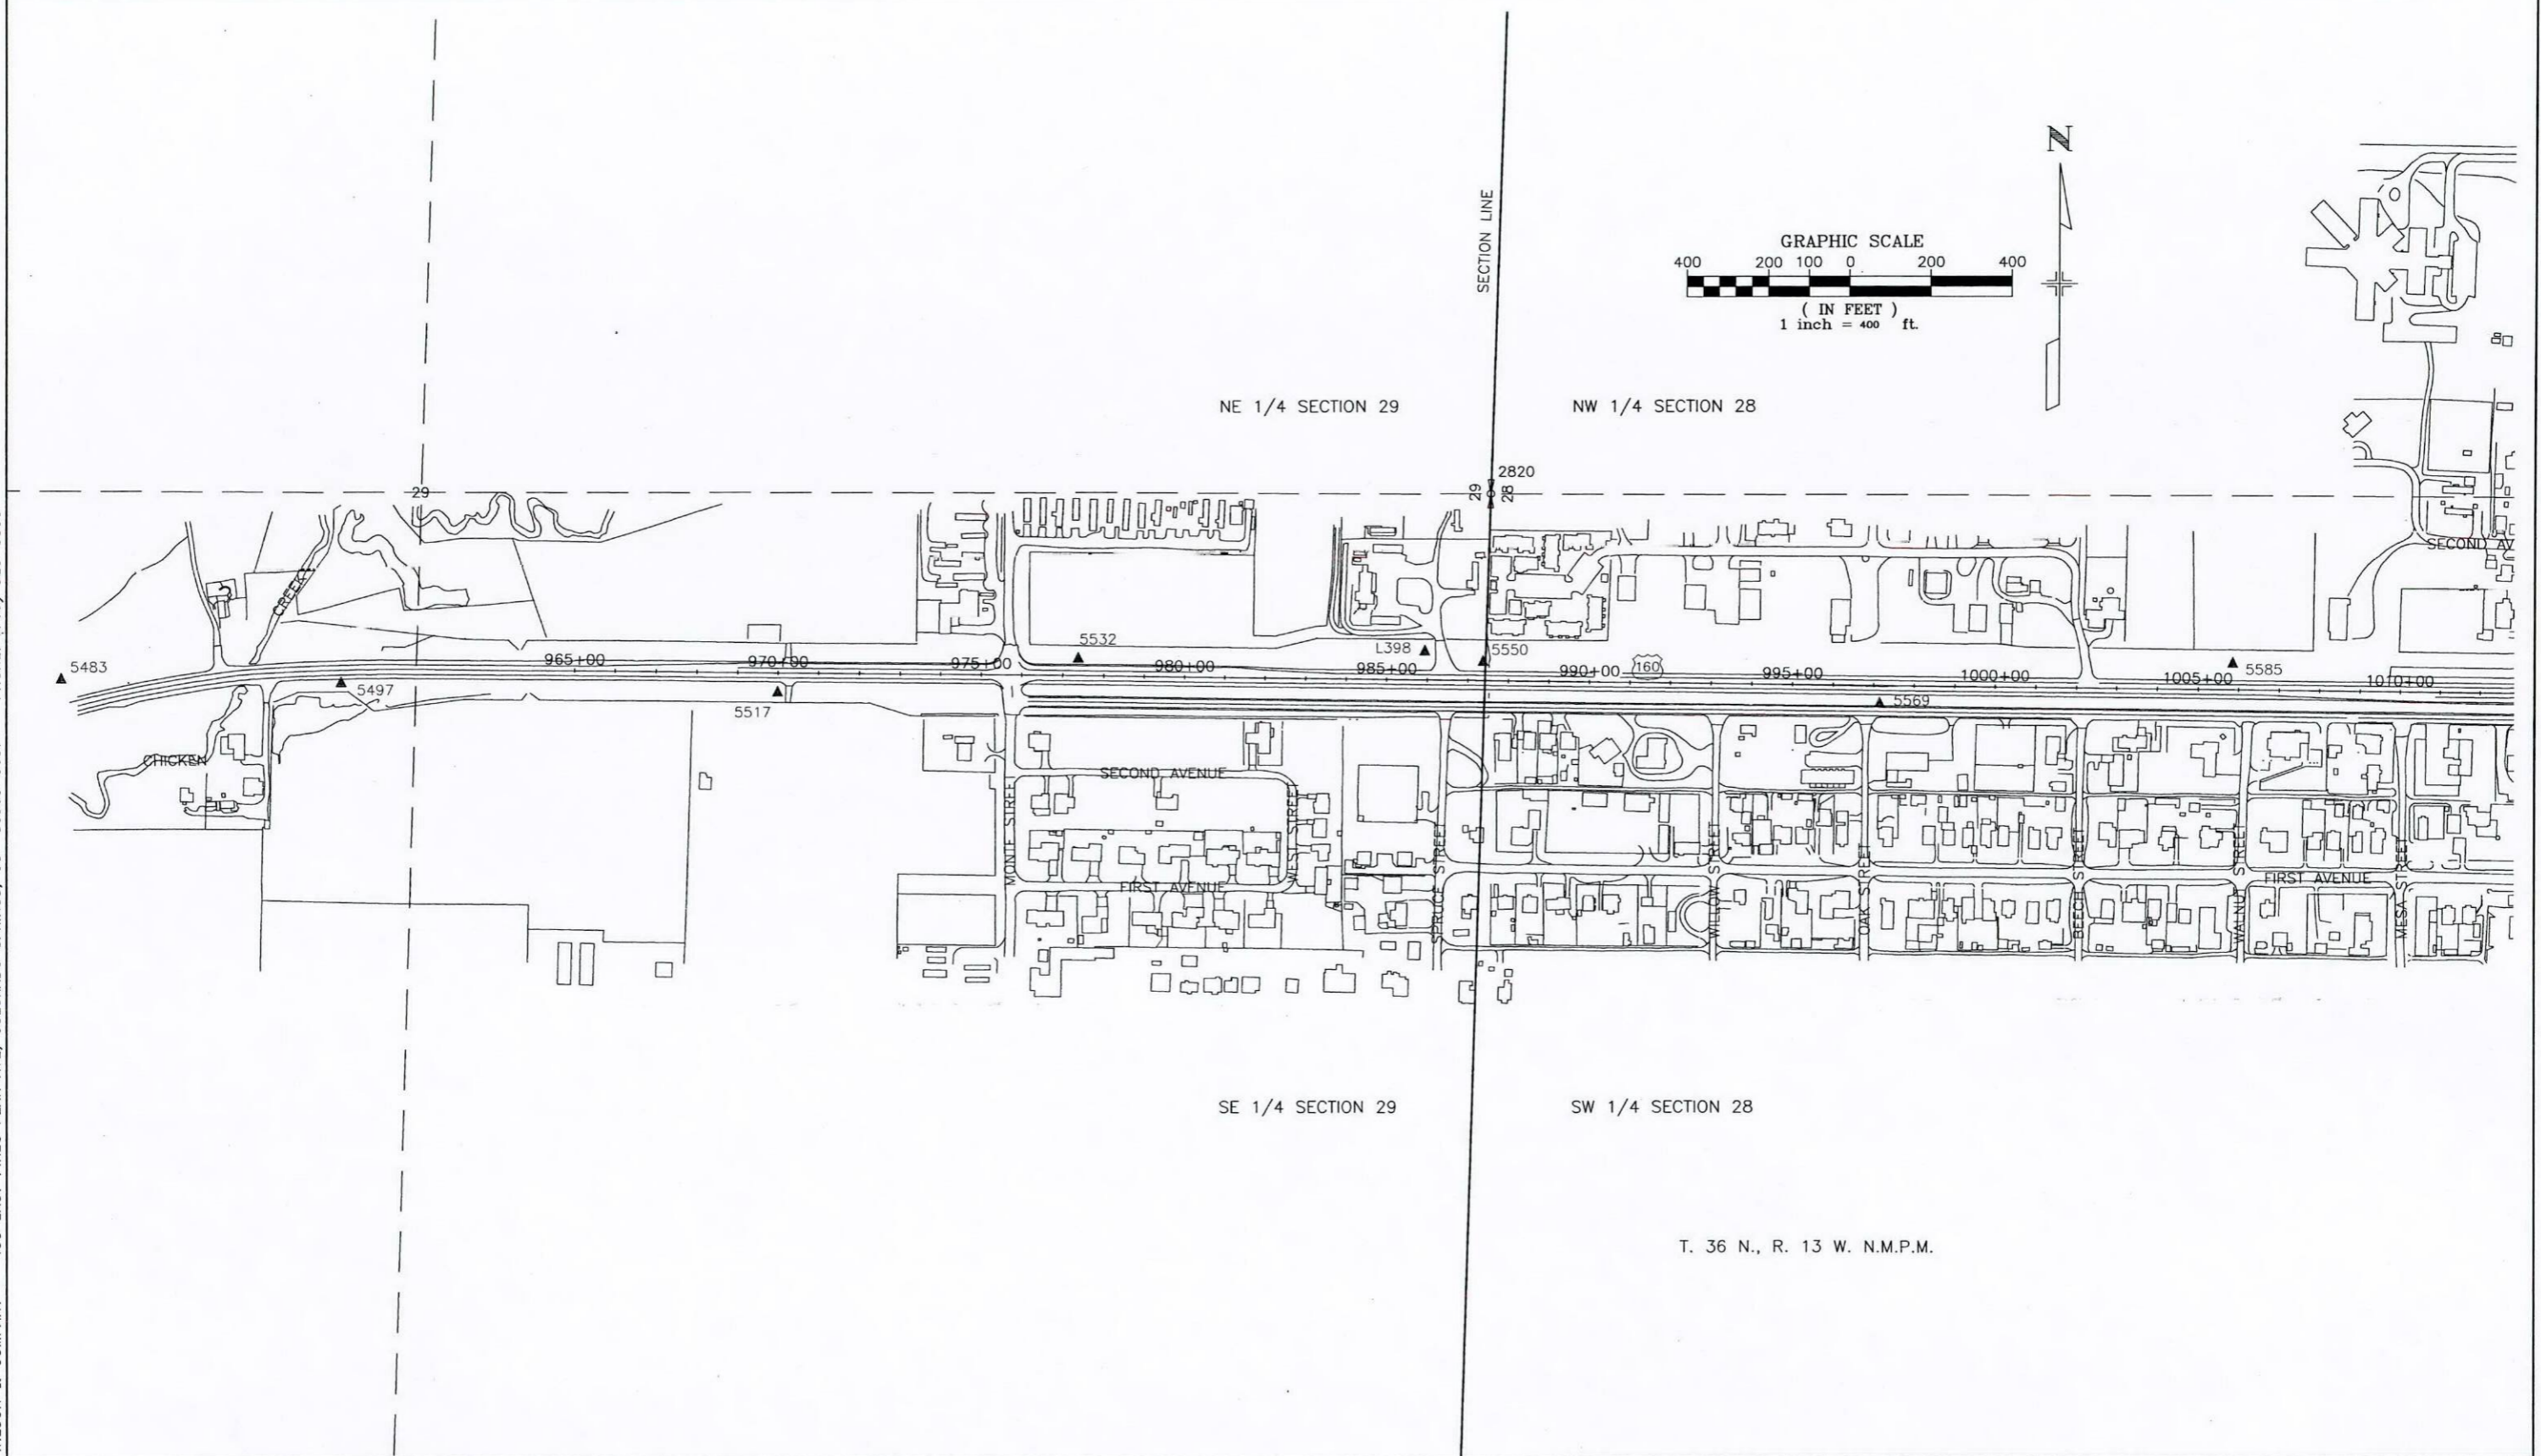 N
SECTION LINE
GRAPHIC SCALE
400 200 100 0 200 400
( IN FEET )
1 inch = 400 ft.
NE 1/4 SECTION 29
NW 1/4 SECTION 28
2820
29
29
28
SECOND AV
CREEK
5483
5497
5517
5532
L398
5550
5569
5585
965+00
970+00
975+00
980+00
985+00
990+00
160
995+00
1000+00
1005+00
1010+00
CHICKEN
SECOND AVENUE
MONTE STREET
WEST STREET
FIRST AVENUE
SPRUCE STREET
WILLOW STREET
OAK STREET
BEECH STREET
WALNUT STREET
FIRST AVENUE
MESA STREET
SE 1/4 SECTION 29
SW 1/4 SECTION 28
T. 36 N., R. 13 W. N.M.P.M.